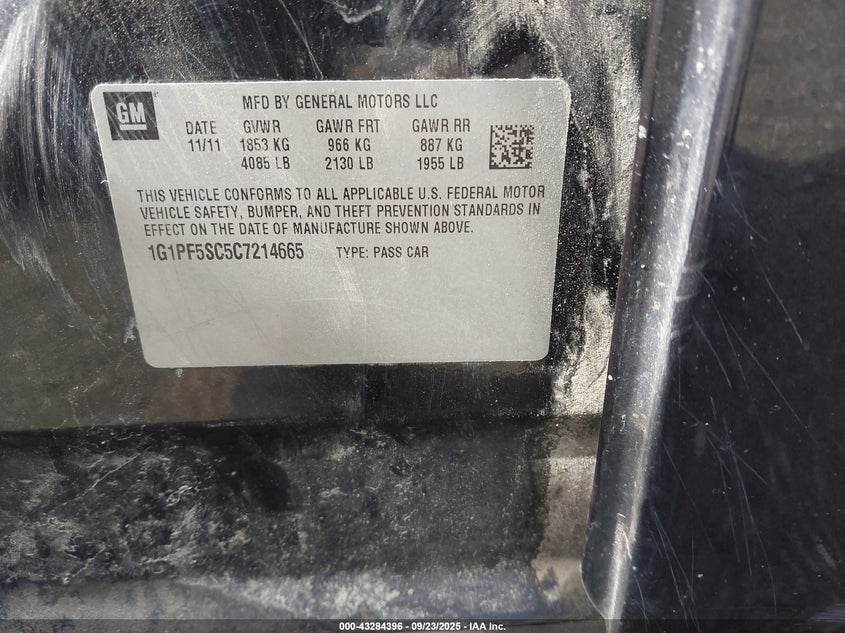 GM
MFD BY GENERAL MOTORS LLC
DATE GVWR GAWR FRT GAWR RR
11/11 1853 KG 966 KG 887 KG
4085 LB 2130 LB 1955 LB
THIS VEHICLE CONFORMS TO ALL APPLICABLE U.S. FEDERAL MOTOR
VEHICLE SAFETY, BUMPER, AND THEFT PREVENTION STANDARDS IN
EFFECT ON THE DATE OF MANUFACTURE SHOWN ABOVE.
1G1PF5SC5C7214665 TYPE: PASS CAR
000-43284396 - 09/23/2025 - IAA Inc.